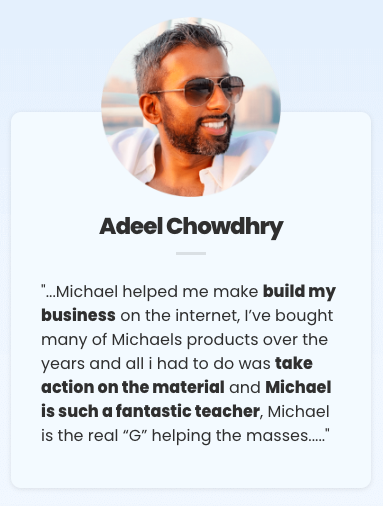 Adeel Chowdhry
"...Michael helped me make build my
business on the internet, I’ve bought
many of Michaels products over the
years and all i had to do was take
action on the material and Michael
is such a fantastic teacher, Michael
is the real “G” helping the masses....."